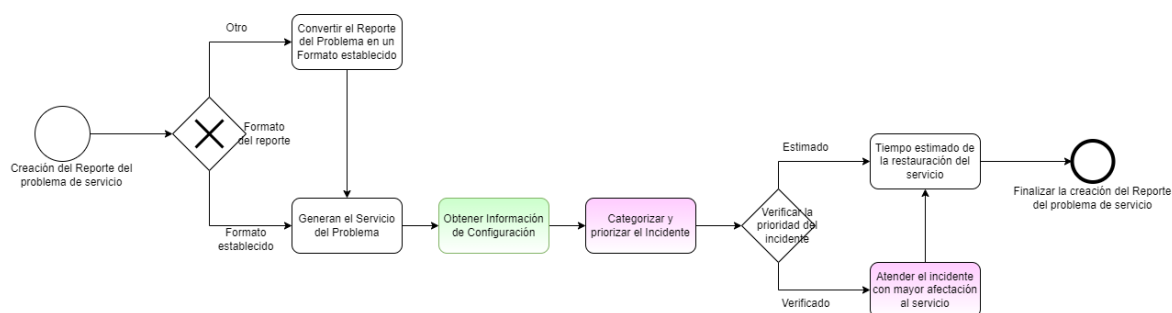 Otro
Convertir el Reporte
del Problema en un
Formato establecido
Formato
del reporte
Creación del Reporte del
problema de servicio
Formato
establecido
Generan el Servicio
del Problema
Obtener Información
de Configuración
Categorizar y
priorizar el Incidente
Verificar la
prioridad del
incidente
Estimado
Tiempo estimado de
la restauración del
servicio
Verificado
Atender el incidente
con mayor afectación
al servicio
Finalizar la creación del Reporte
del problema de servicio